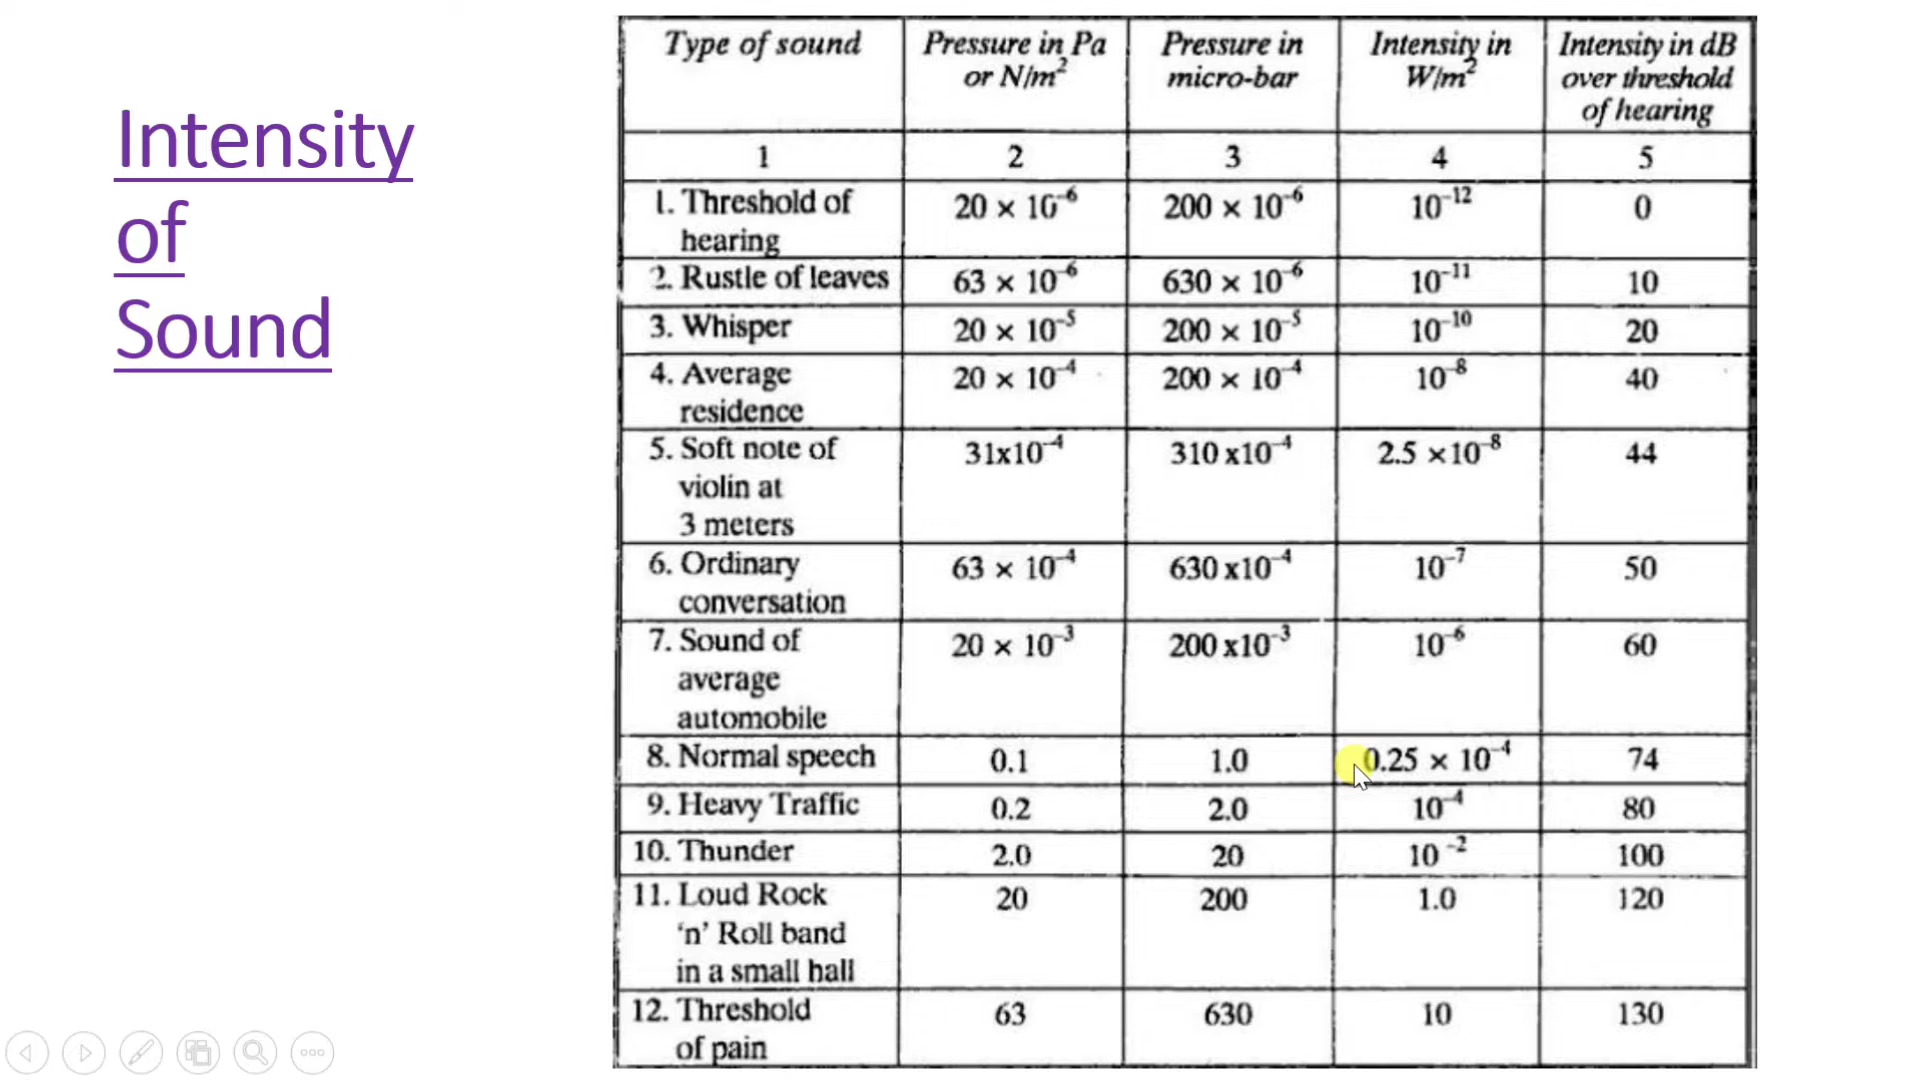 Intensity
of
Sound
Type of sound | Pressure in Pa or N/m² | Pressure in micro-bar | Intensity in W/m² | Intensity in dB over threshold of hearing
1 | 2 | 3 | 4 | 5
1. Threshold of hearing | 20 × 10⁻⁶ | 200 × 10⁻⁶ | 10⁻¹² | 0
2. Rustle of leaves | 63 × 10⁻⁶ | 630 × 10⁻⁶ | 10⁻¹¹ | 10
3. Whisper | 20 × 10⁻⁵ | 200 × 10⁻⁵ | 10⁻¹⁰ | 20
4. Average residence | 20 × 10⁻⁴ | 200 × 10⁻⁴ | 10⁻⁸ | 40
5. Soft note of violin at 3 meters | 31x10⁻⁴ | 310 x10⁻⁴ | 2.5 ×10⁻⁸ | 44
6. Ordinary conversation | 63 × 10⁻⁴ | 630 x10⁻⁴ | 10⁻⁷ | 50
7. Sound of average automobile | 20 × 10⁻³ | 200 x10⁻³ | 10⁻⁶ | 60
8. Normal speech | 0.1 | 1.0 | 0.25 × 10⁻⁴ | 74
9. Heavy Traffic | 0.2 | 2.0 | 10⁻⁴ | 80
10. Thunder | 2.0 | 20 | 10⁻² | 100
11. Loud Rock 'n' Roll band in a small hall | 20 | 200 | 1.0 | 120
12. Threshold of pain | 63 | 630 | 10 | 130